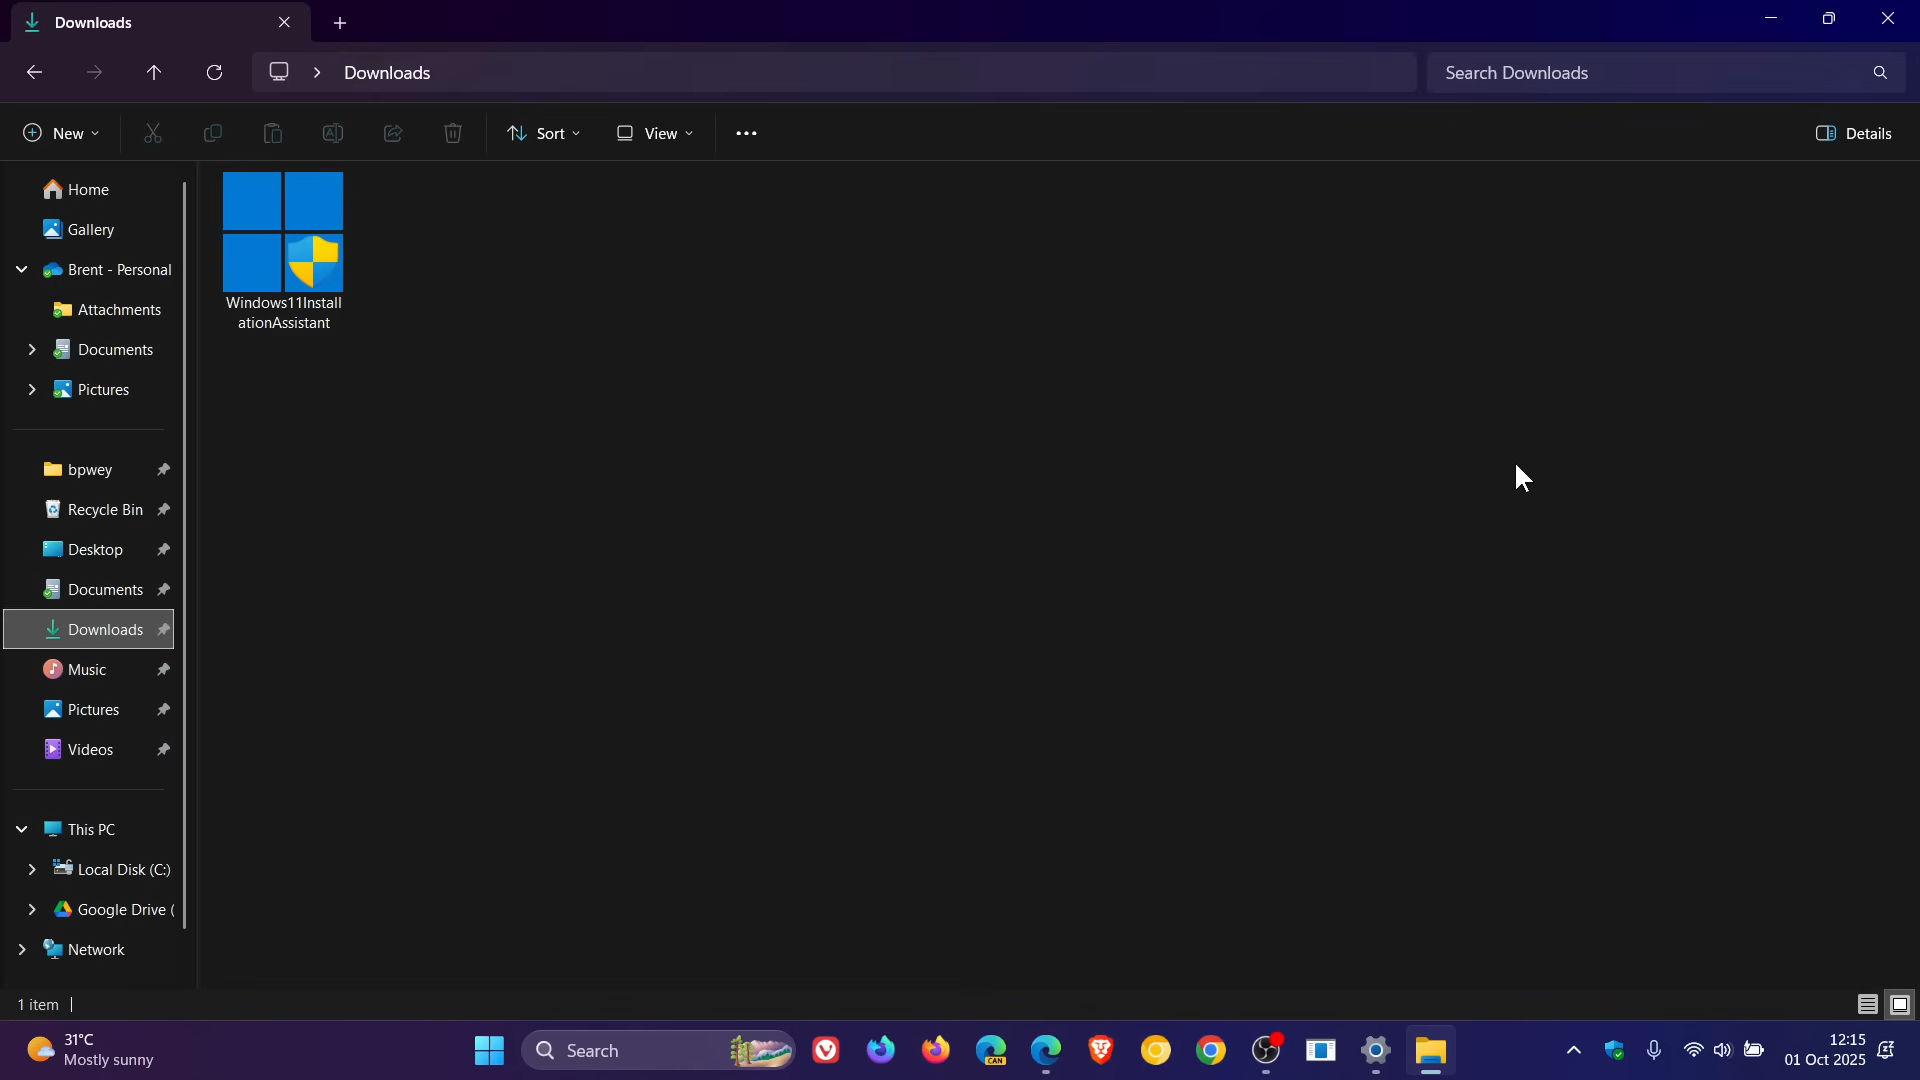 Downloads
Downloads
Search Downloads
New
Sort
View
Details
Home
Gallery
Brent - Personal
Attachments
Documents
Pictures
bpwey
Recycle Bin
Desktop
Documents
Downloads
Music
Pictures
Videos
This PC
Local Disk (C:)
Google Drive (
Network
Windows11Install
ationAssistant
1 item
31°C
Mostly sunny
Search
CAN
12:15
01 Oct 2025